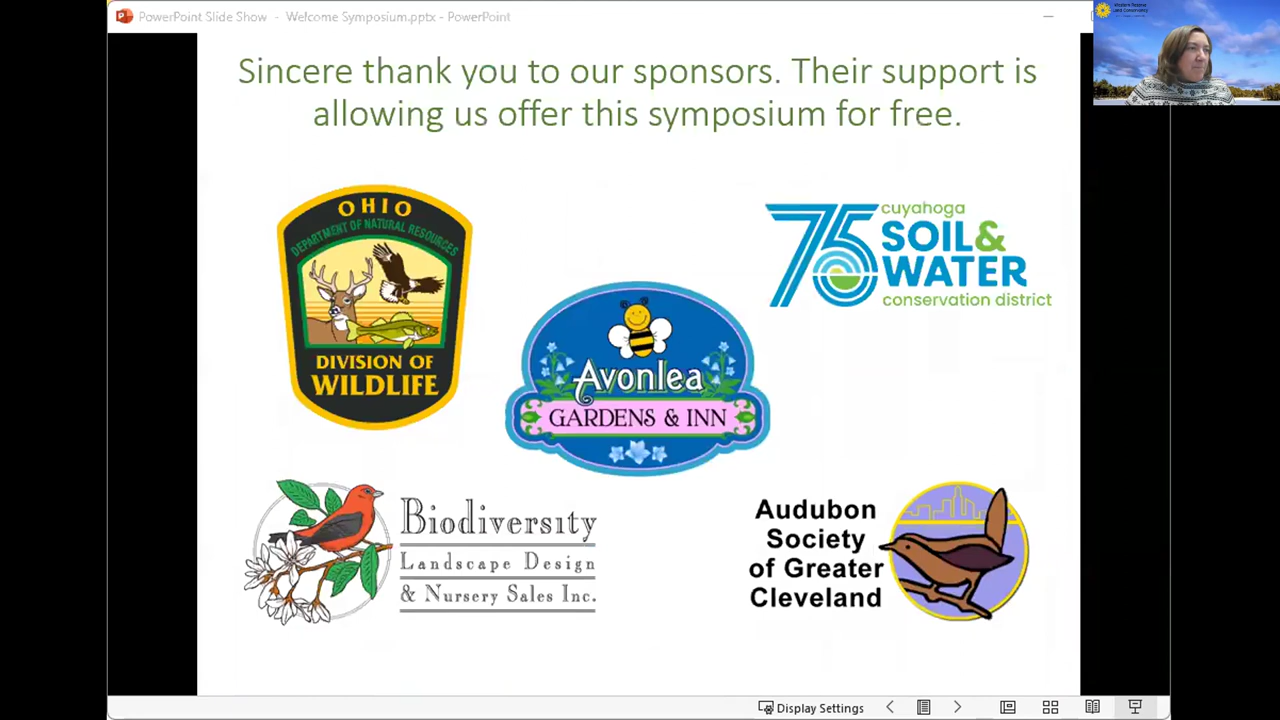 PowerPoint Slide Show - Welcome Symposium.pptx - PowerPoint
Sincere thank you to our sponsors. Their support is
allowing us offer this symposium for free.
OHIO
DEPARTMENT OF NATURAL RESOURCES
DIVISION OF
WILDLIFE
75
cuyahoga
SOIL &
WATER
conservation district
Avonlea
GARDENS & INN
Biodiversity
Landscape Design
& Nursery Sales Inc.
Audubon
Society
of Greater
Cleveland
Display Settings